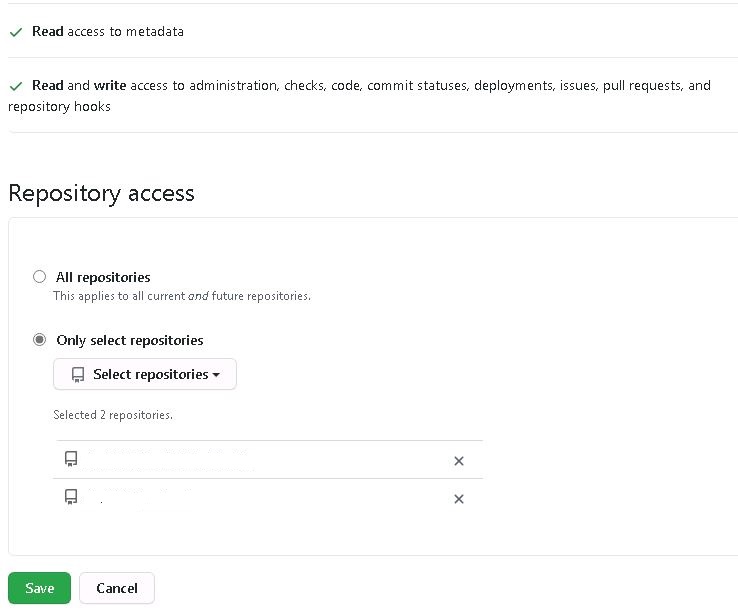 Read access to metadata
Read and write access to administration, checks, code, commit statuses, deployments, issues, pull requests, and
repository hooks
Repository access
All repositories
This applies to all current and future repositories.
Only select repositories
Select repositories
Selected 2 repositories.
Save
Cancel